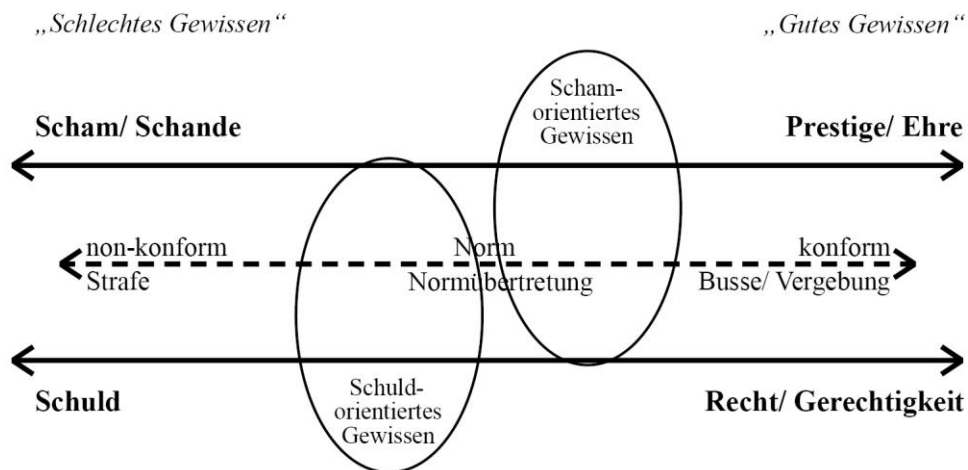 „Schlechtes Gewissen“ „Gutes Gewissen“
Scham-
orientiertes
Gewissen
Scham/ Schande Prestige/ Ehre
non-konform Norm konform
Strafe Normübertretung Busse/ Vergebung
Schuld Recht/ Gerechtigkeit
Schuld-
orientiertes
Gewissen